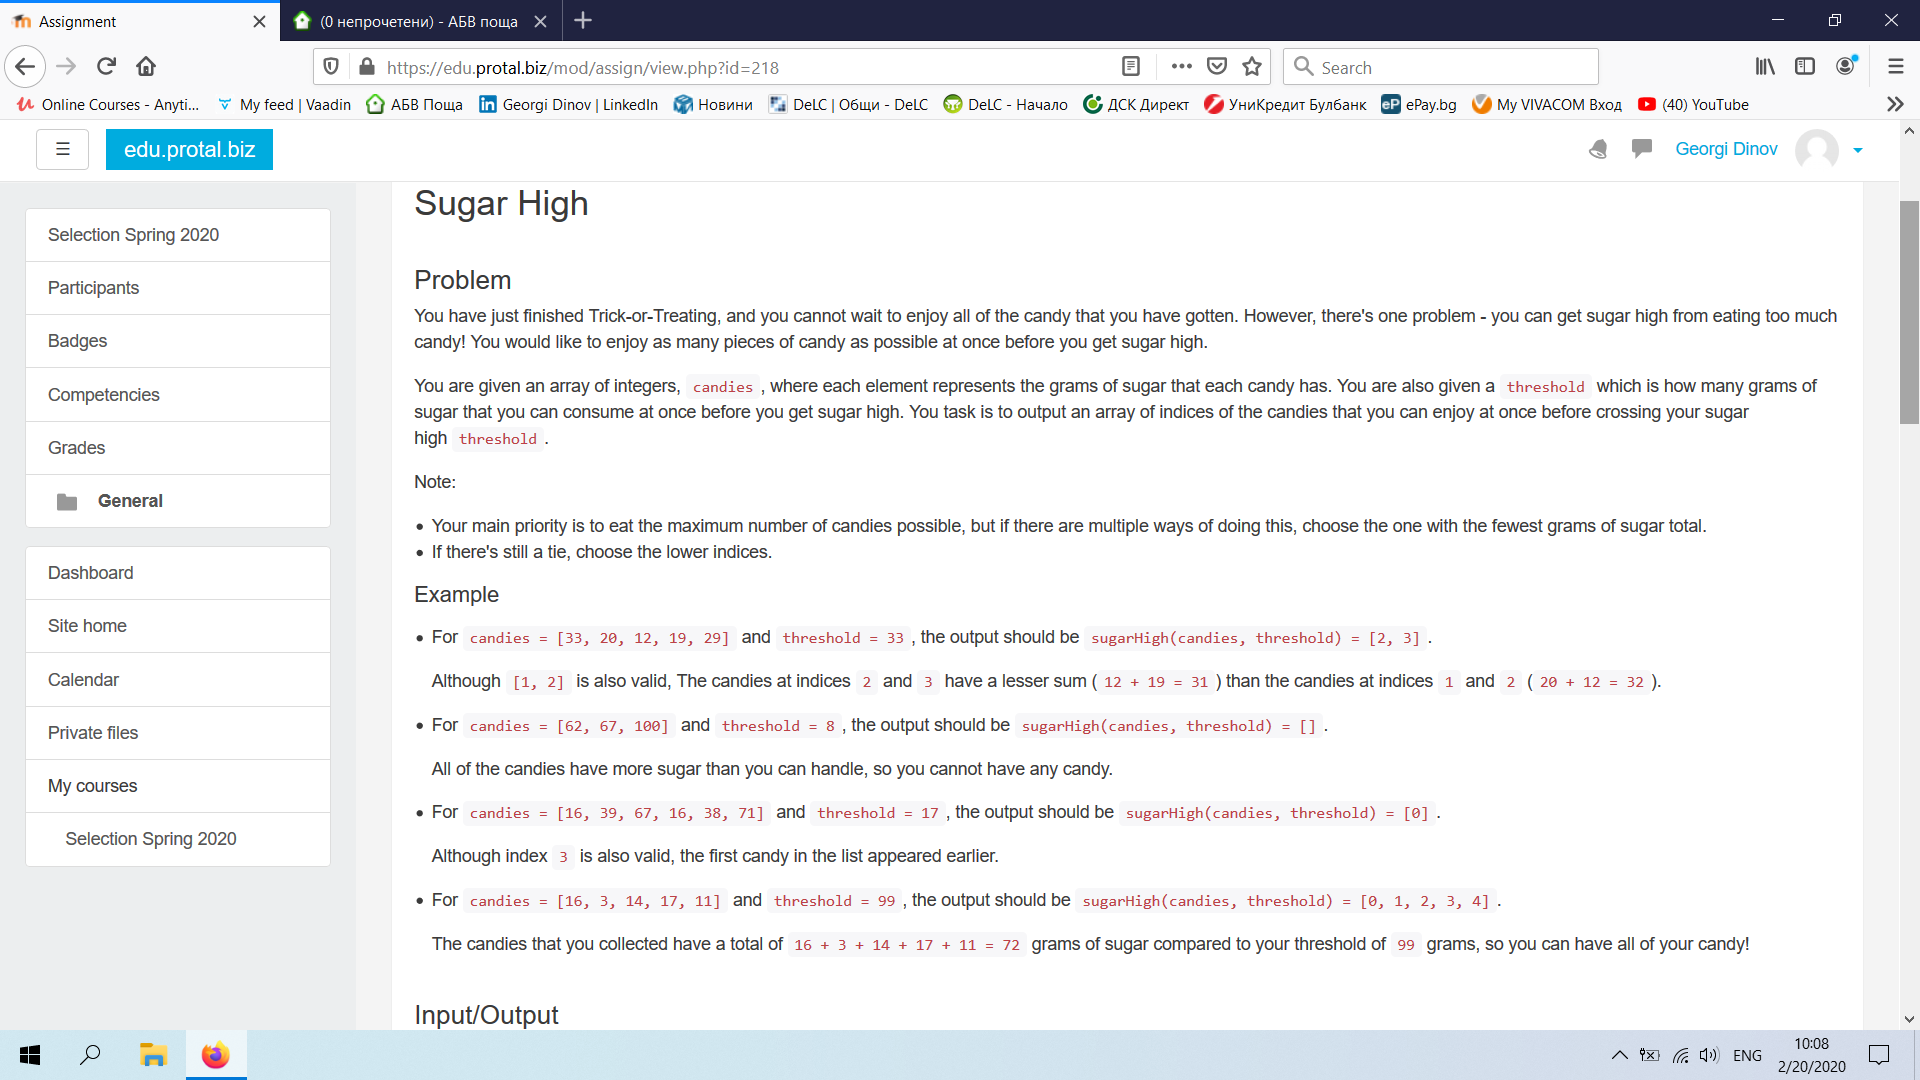 Assignment
(0 непрочетени) - АБВ поща
https://edu.protal.biz/mod/assign/view.php?id=218
Search
Online Courses - Anyti...
My feed | Vaadin
АБВ Поща
Georgi Dinov | LinkedIn
Новини
DeLC | Общи - DeLC
DeLC - Начало
ДСК Директ
УниКредит Булбанк
ePay.bg
My VIVACOM Вход
(40) YouTube
edu.protal.biz
Georgi Dinov
Selection Spring 2020
Participants
Badges
Competencies
Grades
General
Dashboard
Site home
Calendar
Private files
My courses
Selection Spring 2020
Sugar High
Problem
You have just finished Trick-or-Treating, and you cannot wait to enjoy all of the candy that you have gotten. However, there's one problem - you can get sugar high from eating too much
candy! You would like to enjoy as many pieces of candy as possible at once before you get sugar high.
You are given an array of integers, candies , where each element represents the grams of sugar that each candy has. You are also given a threshold which is how many grams of
sugar that you can consume at once before you get sugar high. You task is to output an array of indices of the candies that you can enjoy at once before crossing your sugar
high threshold .
Note:
• Your main priority is to eat the maximum number of candies possible, but if there are multiple ways of doing this, choose the one with the fewest grams of sugar total.
• If there's still a tie, choose the lower indices.
Example
• For candies = [33, 20, 12, 19, 29] and threshold = 33 , the output should be sugarHigh(candies, threshold) = [2, 3] .
Although [1, 2] is also valid, The candies at indices 2 and 3 have a lesser sum ( 12 + 19 = 31 ) than the candies at indices 1 and 2 ( 20 + 12 = 32 ).
• For candies = [62, 67, 100] and threshold = 8 , the output should be sugarHigh(candies, threshold) = [] .
All of the candies have more sugar than you can handle, so you cannot have any candy.
• For candies = [16, 39, 67, 16, 38, 71] and threshold = 17 , the output should be sugarHigh(candies, threshold) = [0] .
Although index 3 is also valid, the first candy in the list appeared earlier.
• For candies = [16, 3, 14, 17, 11] and threshold = 99 , the output should be sugarHigh(candies, threshold) = [0, 1, 2, 3, 4] .
The candies that you collected have a total of 16 + 3 + 14 + 17 + 11 = 72 grams of sugar compared to your threshold of 99 grams, so you can have all of your candy!
Input/Output
ENG
10:08
2/20/2020